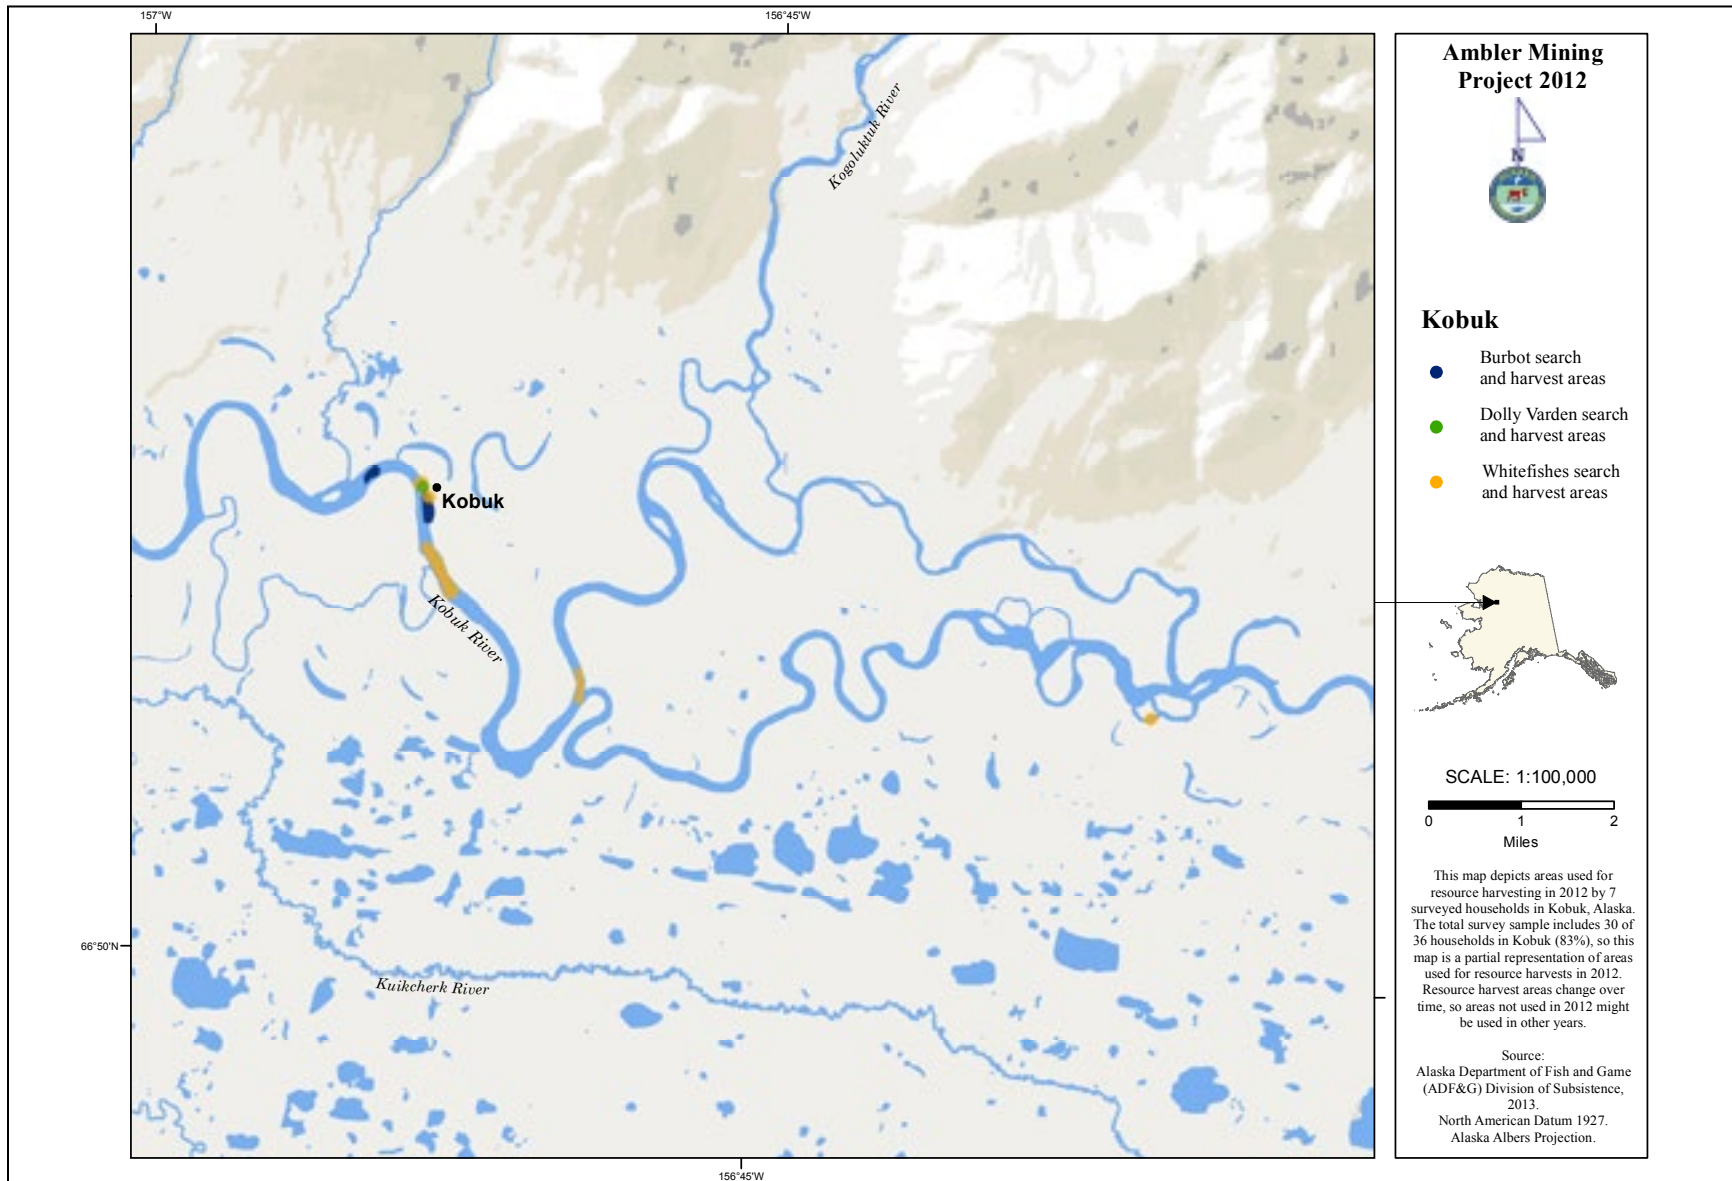 157°W
156°45'W
Kogoluktuk River
Kobuk
Kobuk River
66°50'N
Kuikcherk River
156°45'W
Ambler Mining
Project 2012
N
Kobuk
Burbot search
and harvest areas
Dolly Varden search
and harvest areas
Whitefishes search
and harvest areas
SCALE: 1:100,000
0 1 2
Miles
This map depicts areas used for
resource harvesting in 2012 by 7
surveyed households in Kobuk, Alaska.
The total survey sample includes 30 of
36 households in Kobuk (83%), so this
map is a partial representation of areas
used for resource harvests in 2012.
Resource harvest areas change over
time, so areas not used in 2012 might
be used in other years.
Source:
Alaska Department of Fish and Game
(ADF&G) Division of Subsistence,
2013.
North American Datum 1927.
Alaska Albers Projection.